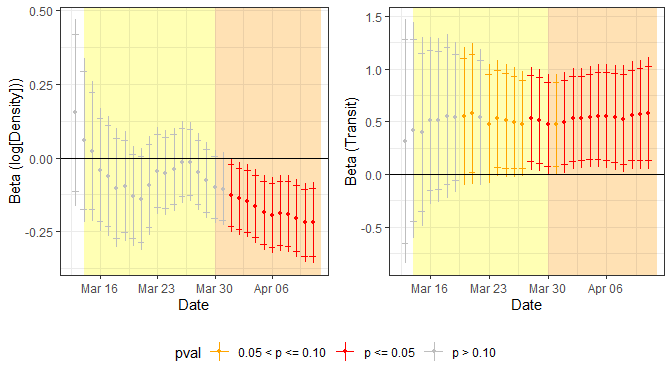 0.50
0.25
0.00
-0.25
Beta (log[Density]))
Mar 16 Mar 23 Mar 30 Apr 06
Date
1.5
1.0
0.5
0.0
-0.5
Beta (Transit)
Mar 16 Mar 23 Mar 30 Apr 06
Date
pval 0.05 < p <= 0.10 p <= 0.05 p > 0.10